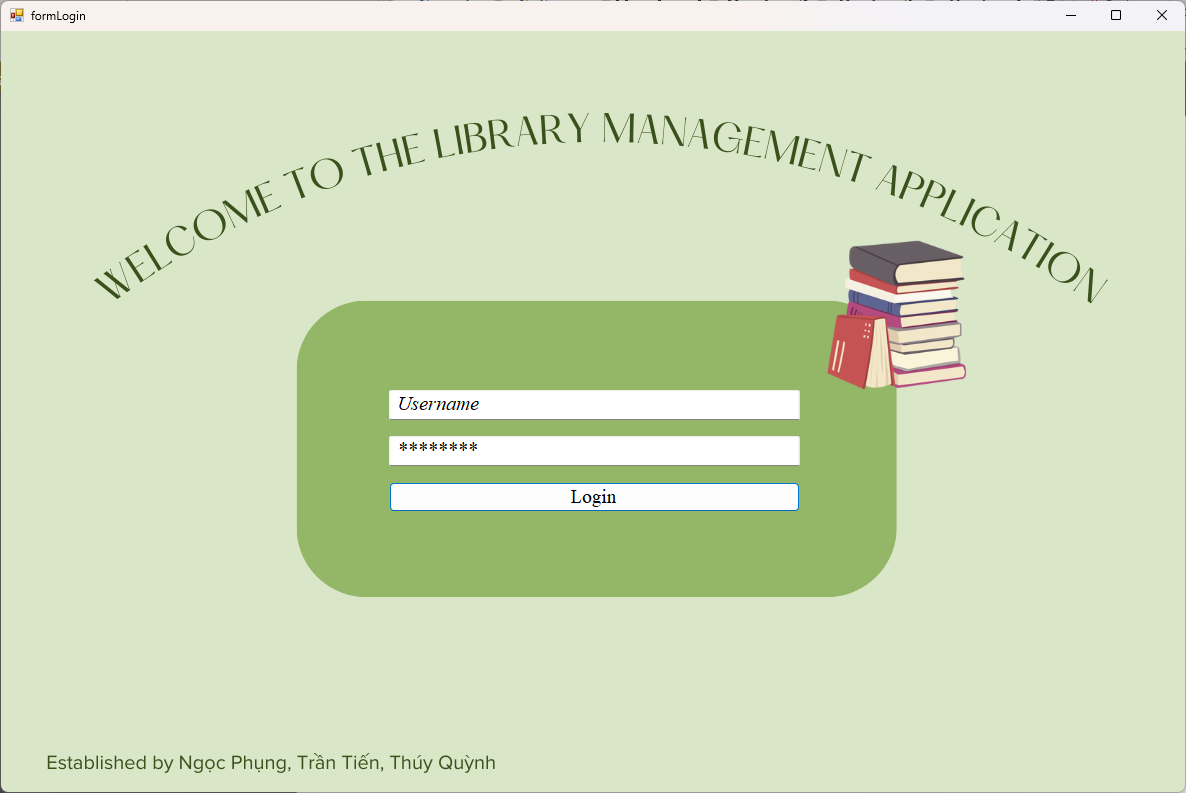 formLogin
WELCOME TO THE LIBRARY MANAGEMENT APPLICATION
Username
********
Login
Established by Ngọc Phụng, Trần Tiến, Thúy Quỳnh